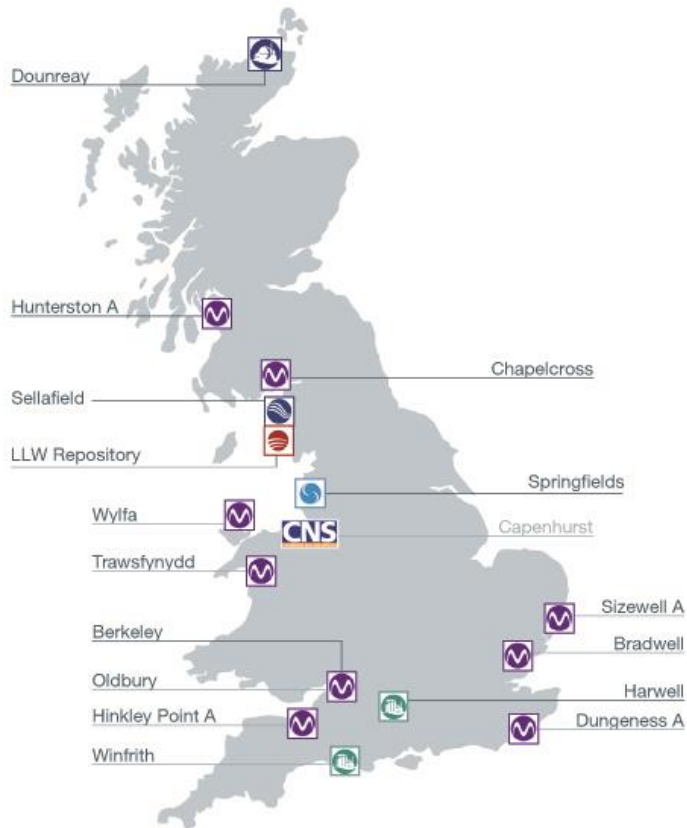 Dounreay
Hunterston A
Chapelcross
Sellafield
LLW Repository
Springfields
Wylfa
CNS
Capenhurst
Trawsfynydd
Sizewell A
Berkeley
Bradwell
Oldbury
Harwell
Hinkley Point A
Dungeness A
Winfrith